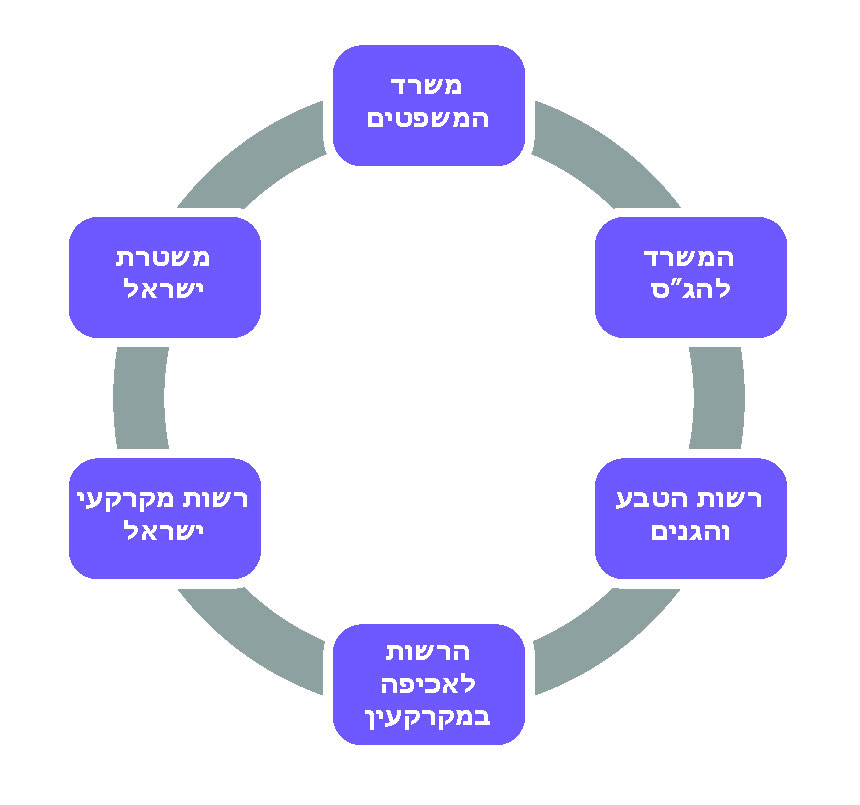 משרד
המשפטים
המשרד
להג"ס
רשות הטבע
והגנים
הרשות
לאכיפה
במקרקעין
רשות מקרקעי
ישראל
משטרת
ישראל